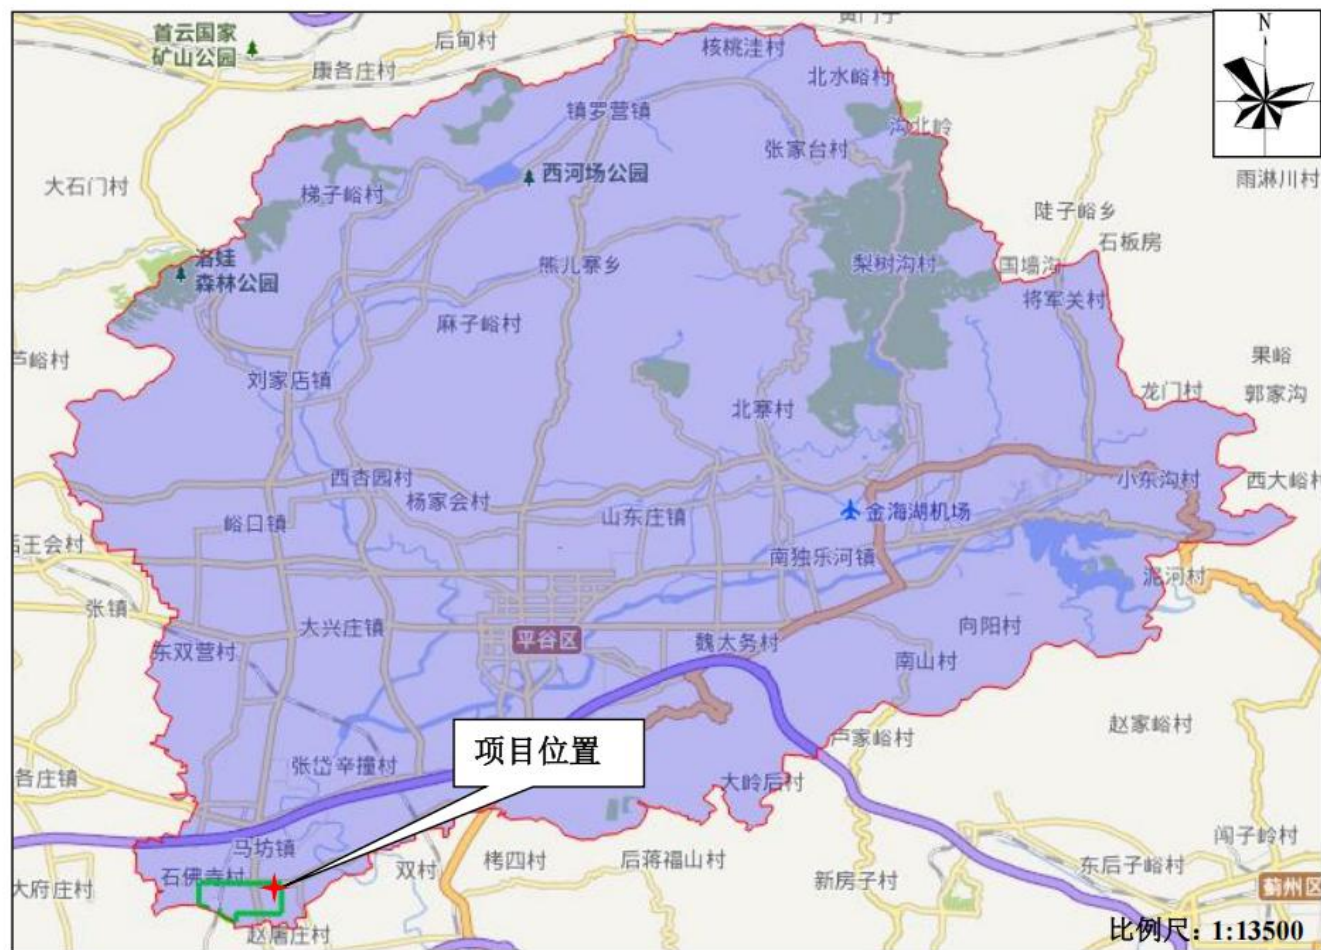 首云国家
矿山公园
后甸村
康各庄村
核桃洼村
北水峪村
N
镇罗营镇
沟北岭
张家台村
西河场公园
大石门村
梯子峪村
雨淋川村
陡子峪乡
石板房
洛娃
森林公园
熊儿寨乡
梨树沟村
国墙沟
将军关村
麻子峪村
芦峪村
果峪
刘家店镇
龙门村
郭家沟
北寨村
西杏园村
杨家会村
小东沟村
西大峪村
峪口镇
山东庄镇
金海湖机场
后王会村
南独乐河镇
泥河村
张镇
大兴庄镇
向阳村
东双营村
平谷区
魏太务村
南山村
赵家峪村
项目位置
卢家峪村
张岱辛撞村
各庄镇
大岭后村
马坊镇
闯子岭村
石佛寺村
双村
栲四村
后蒋福山村
东后子峪村
大府庄村
新房子村
蓟州区
赵唐庄村
比例尺：1:13500